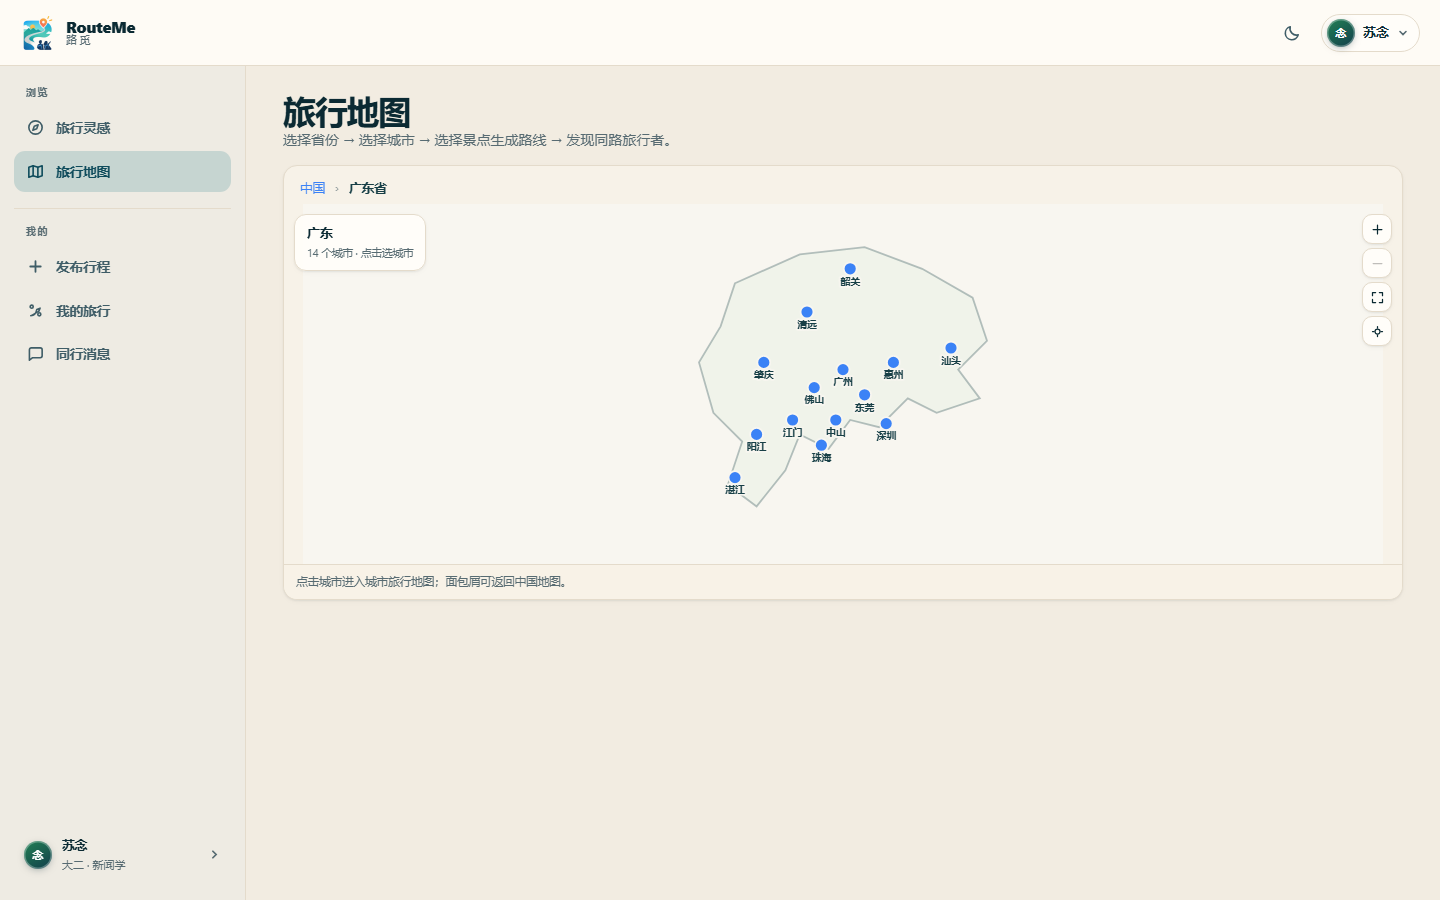 RouteMe
路觅
念
苏念
浏览
旅行灵感
旅行地图
我的
发布行程
我的旅行
同行消息
念
苏念
大二 · 新闻学
旅行地图
选择省份 → 选择城市 → 选择景点生成路线 → 发现同路旅行者。
中国 › 广东省
广东
14 个城市 · 点击选城市
韶关
清远
汕头
肇庆
广州
惠州
佛山
东莞
江门
中山
深圳
阳江
珠海
湛江
点击城市进入城市旅行地图；面包屑可返回中国地图。